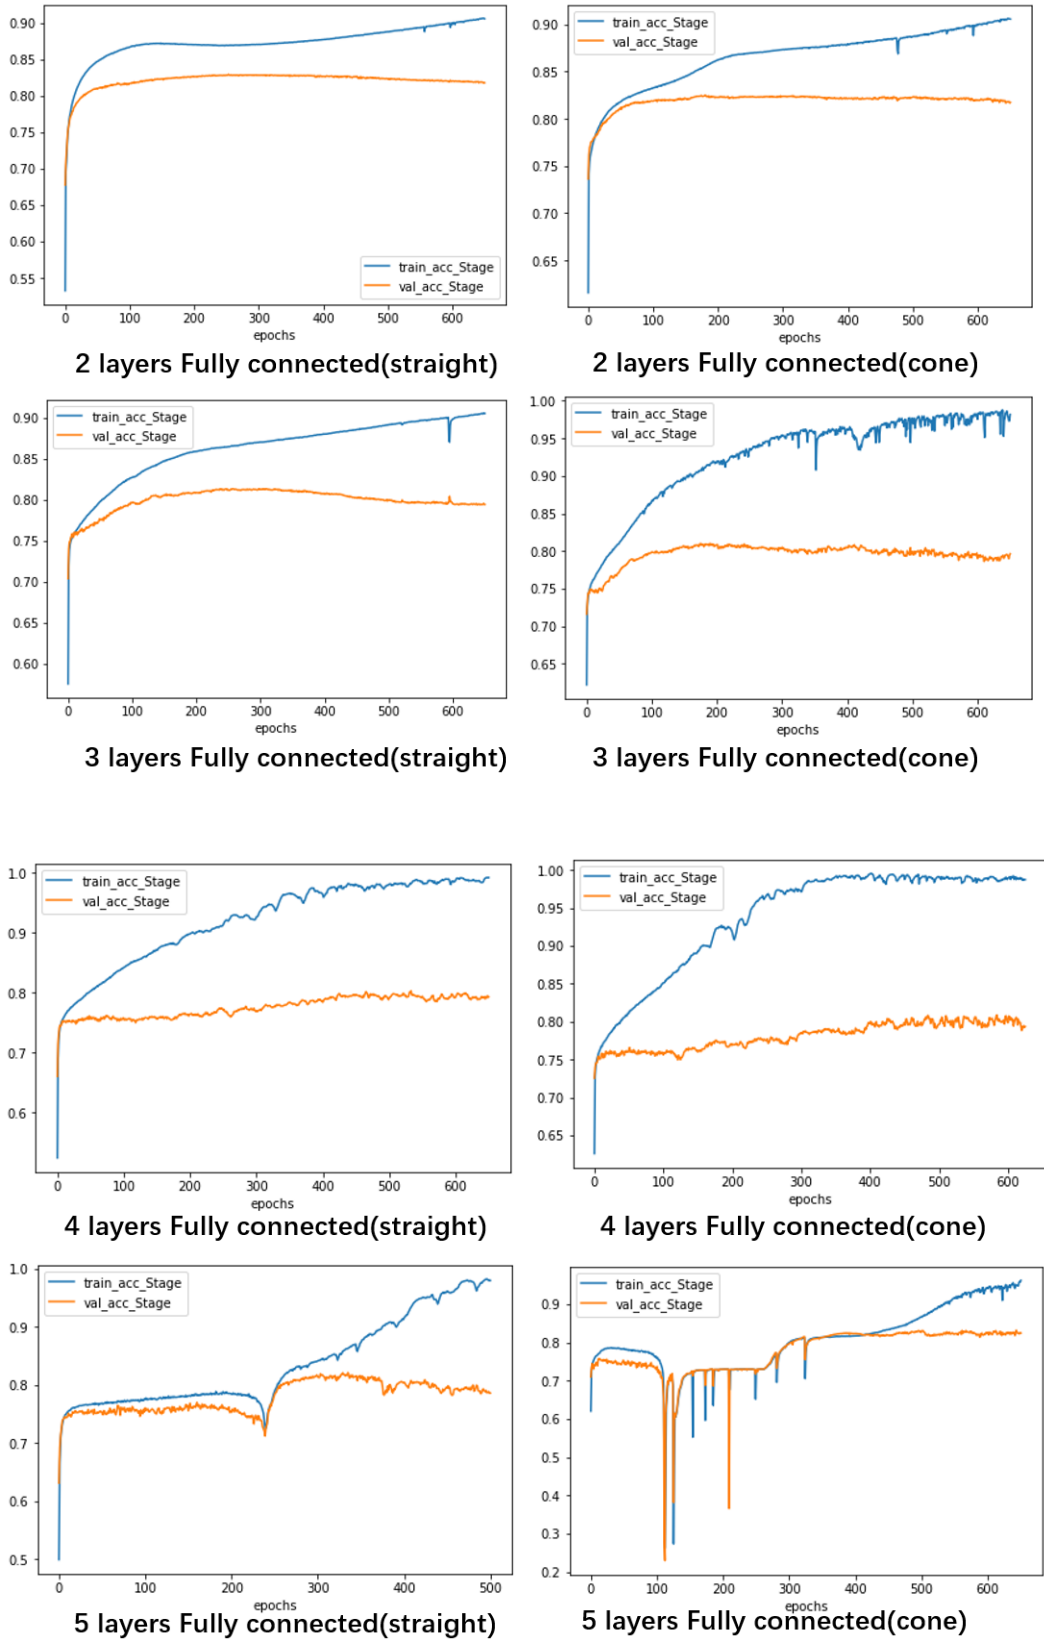 0.90
0.85
0.80
0.75
0.70
0.65
0.60
0.55
train_acc_Stage
val_acc_Stage
0 100 200 300 400 500 600
epochs
2 layers Fully connected(straight)
0.90
0.85
0.80
0.75
0.70
0.65
train_acc_Stage
val_acc_Stage
0 100 200 300 400 500 600
epochs
2 layers Fully connected(cone)
0.90
0.85
0.80
0.75
0.70
0.65
0.60
train_acc_Stage
val_acc_Stage
0 100 200 300 400 500 600
epochs
3 layers Fully connected(straight)
1.00
0.95
0.90
0.85
0.80
0.75
0.70
0.65
train_acc_Stage
val_acc_Stage
0 100 200 300 400 500 600
epochs
3 layers Fully connected(cone)
1.0
0.9
0.8
0.7
0.6
train_acc_Stage
val_acc_Stage
0 100 200 300 400 500 600
epochs
4 layers Fully connected(straight)
1.00
0.95
0.90
0.85
0.80
0.75
0.70
0.65
train_acc_Stage
val_acc_Stage
0 100 200 300 400 500 600
epochs
4 layers Fully connected(cone)
1.0
0.9
0.8
0.7
0.6
0.5
train_acc_Stage
val_acc_Stage
0 100 200 300 400 500
epochs
5 layers Fully connected(straight)
0.9
0.8
0.7
0.6
0.5
0.4
0.3
0.2
train_acc_Stage
val_acc_Stage
0 100 200 300 400 500 600
epochs
5 layers Fully connected(cone)